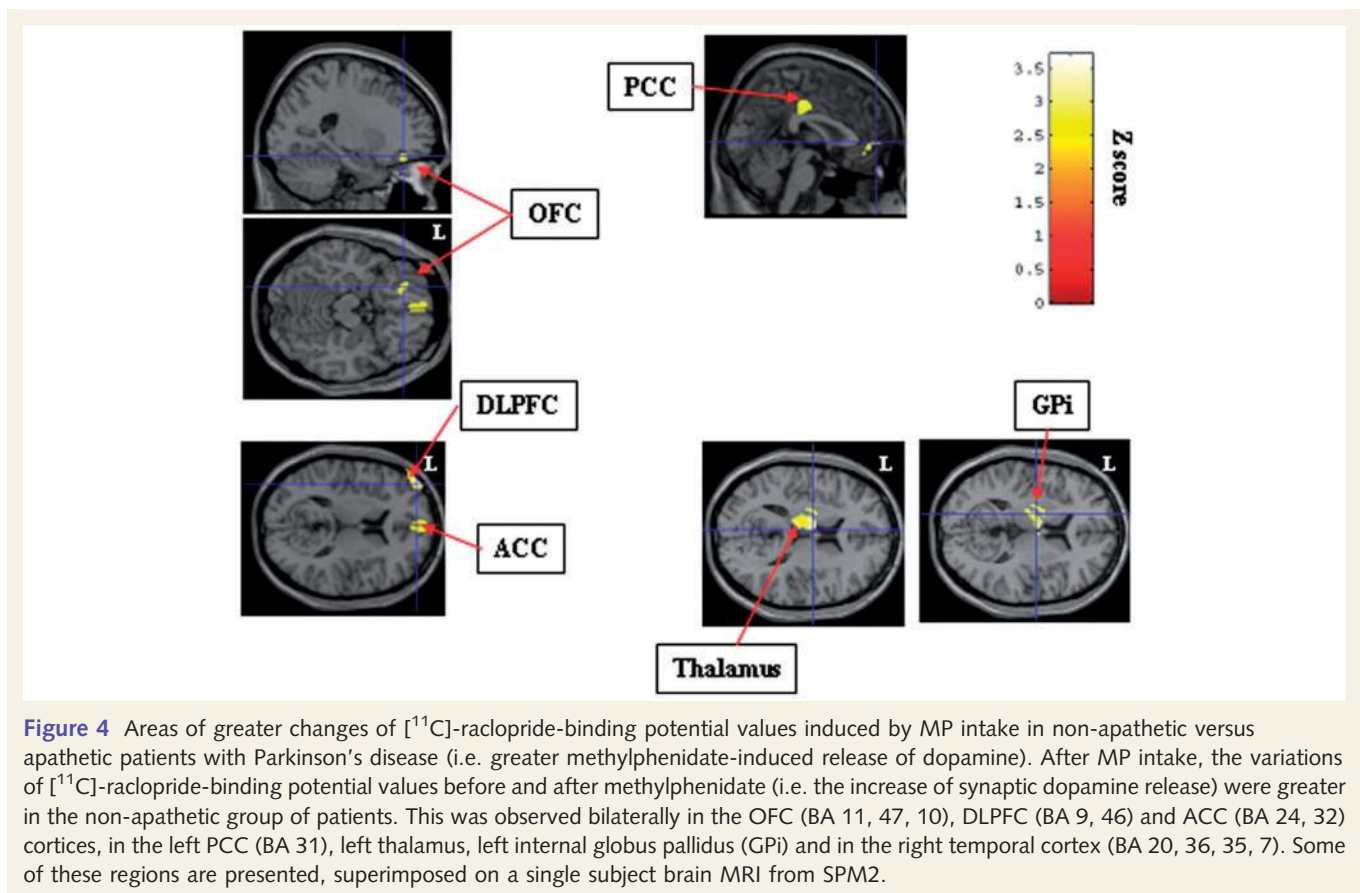 PCC
OFC
L
DLPFC
L
ACC
Thalamus
L
GPi
L
3.5
3
2.5
2
1.5
1
0.5
0
Z score
Figure 4 Areas of greater changes of [¹¹C]-raclopride-binding potential values induced by MP intake in non-apathetic versus
apathetic patients with Parkinson's disease (i.e. greater methylphenidate-induced release of dopamine). After MP intake, the variations
of [¹¹C]-raclopride-binding potential values before and after methylphenidate (i.e. the increase of synaptic dopamine release) were greater
in the non-apathetic group of patients. This was observed bilaterally in the OFC (BA 11, 47, 10), DLPFC (BA 9, 46) and ACC (BA 24, 32)
cortices, in the left PCC (BA 31), left thalamus, left internal globus pallidus (GPi) and in the right temporal cortex (BA 20, 36, 35, 7). Some
of these regions are presented, superimposed on a single subject brain MRI from SPM2.